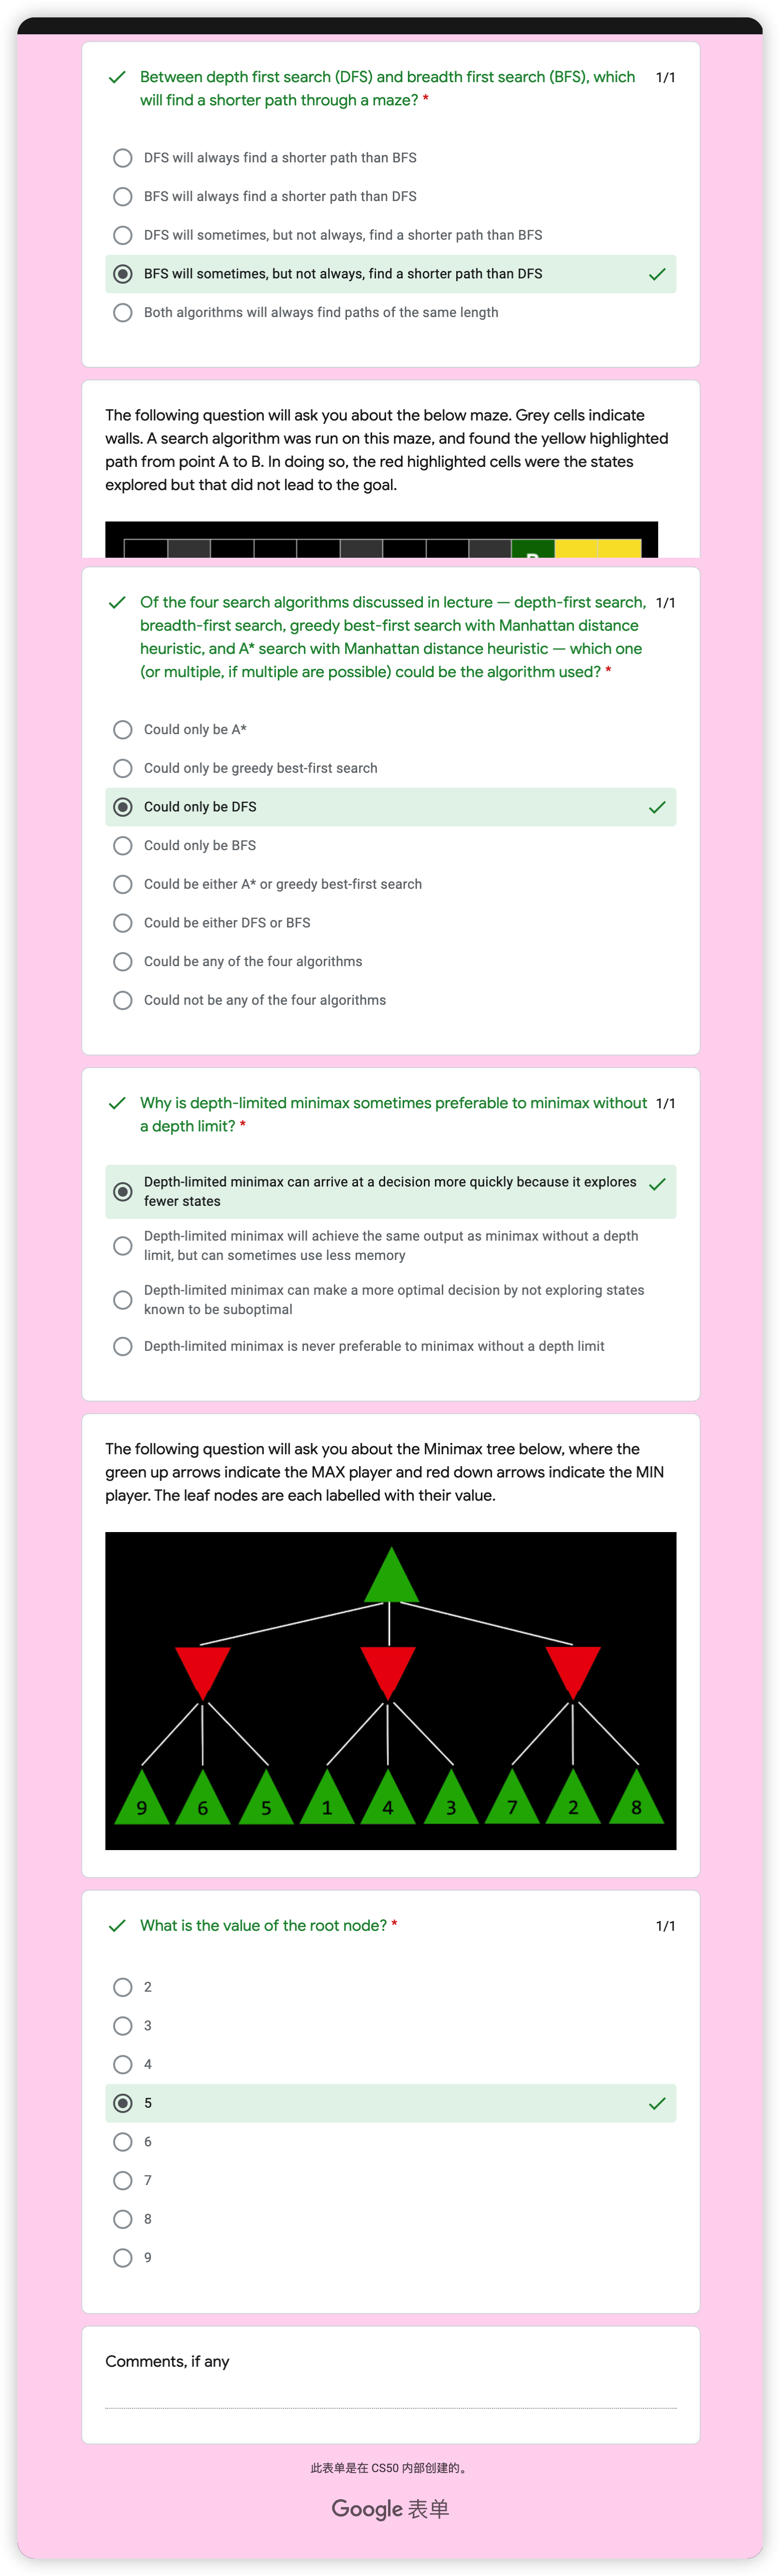 Between depth first search (DFS) and breadth first search (BFS), which 1/1
will find a shorter path through a maze? *
DFS will always find a shorter path than BFS
BFS will always find a shorter path than DFS
DFS will sometimes, but not always, find a shorter path than BFS
BFS will sometimes, but not always, find a shorter path than DFS
Both algorithms will always find paths of the same length
The following question will ask you about the below maze. Grey cells indicate
walls. A search algorithm was run on this maze, and found the yellow highlighted
path from point A to B. In doing so, the red highlighted cells were the states
explored but that did not lead to the goal.
B
Of the four search algorithms discussed in lecture — depth-first search, 1/1
breadth-first search, greedy best-first search with Manhattan distance
heuristic, and A* search with Manhattan distance heuristic — which one
(or multiple, if multiple are possible) could be the algorithm used? *
Could only be A*
Could only be greedy best-first search
Could only be DFS
Could only be BFS
Could be either A* or greedy best-first search
Could be either DFS or BFS
Could be any of the four algorithms
Could not be any of the four algorithms
Why is depth-limited minimax sometimes preferable to minimax without 1/1
a depth limit? *
Depth-limited minimax can arrive at a decision more quickly because it explores
fewer states
Depth-limited minimax will achieve the same output as minimax without a depth
limit, but can sometimes use less memory
Depth-limited minimax can make a more optimal decision by not exploring states
known to be suboptimal
Depth-limited minimax is never preferable to minimax without a depth limit
The following question will ask you about the Minimax tree below, where the
green up arrows indicate the MAX player and red down arrows indicate the MIN
player. The leaf nodes are each labelled with their value.
9 6 5 1 4 3 7 2 8
What is the value of the root node? * 1/1
2
3
4
5
6
7
8
9
Comments, if any
此表单是在 CS50 内部创建的。
Google 表单